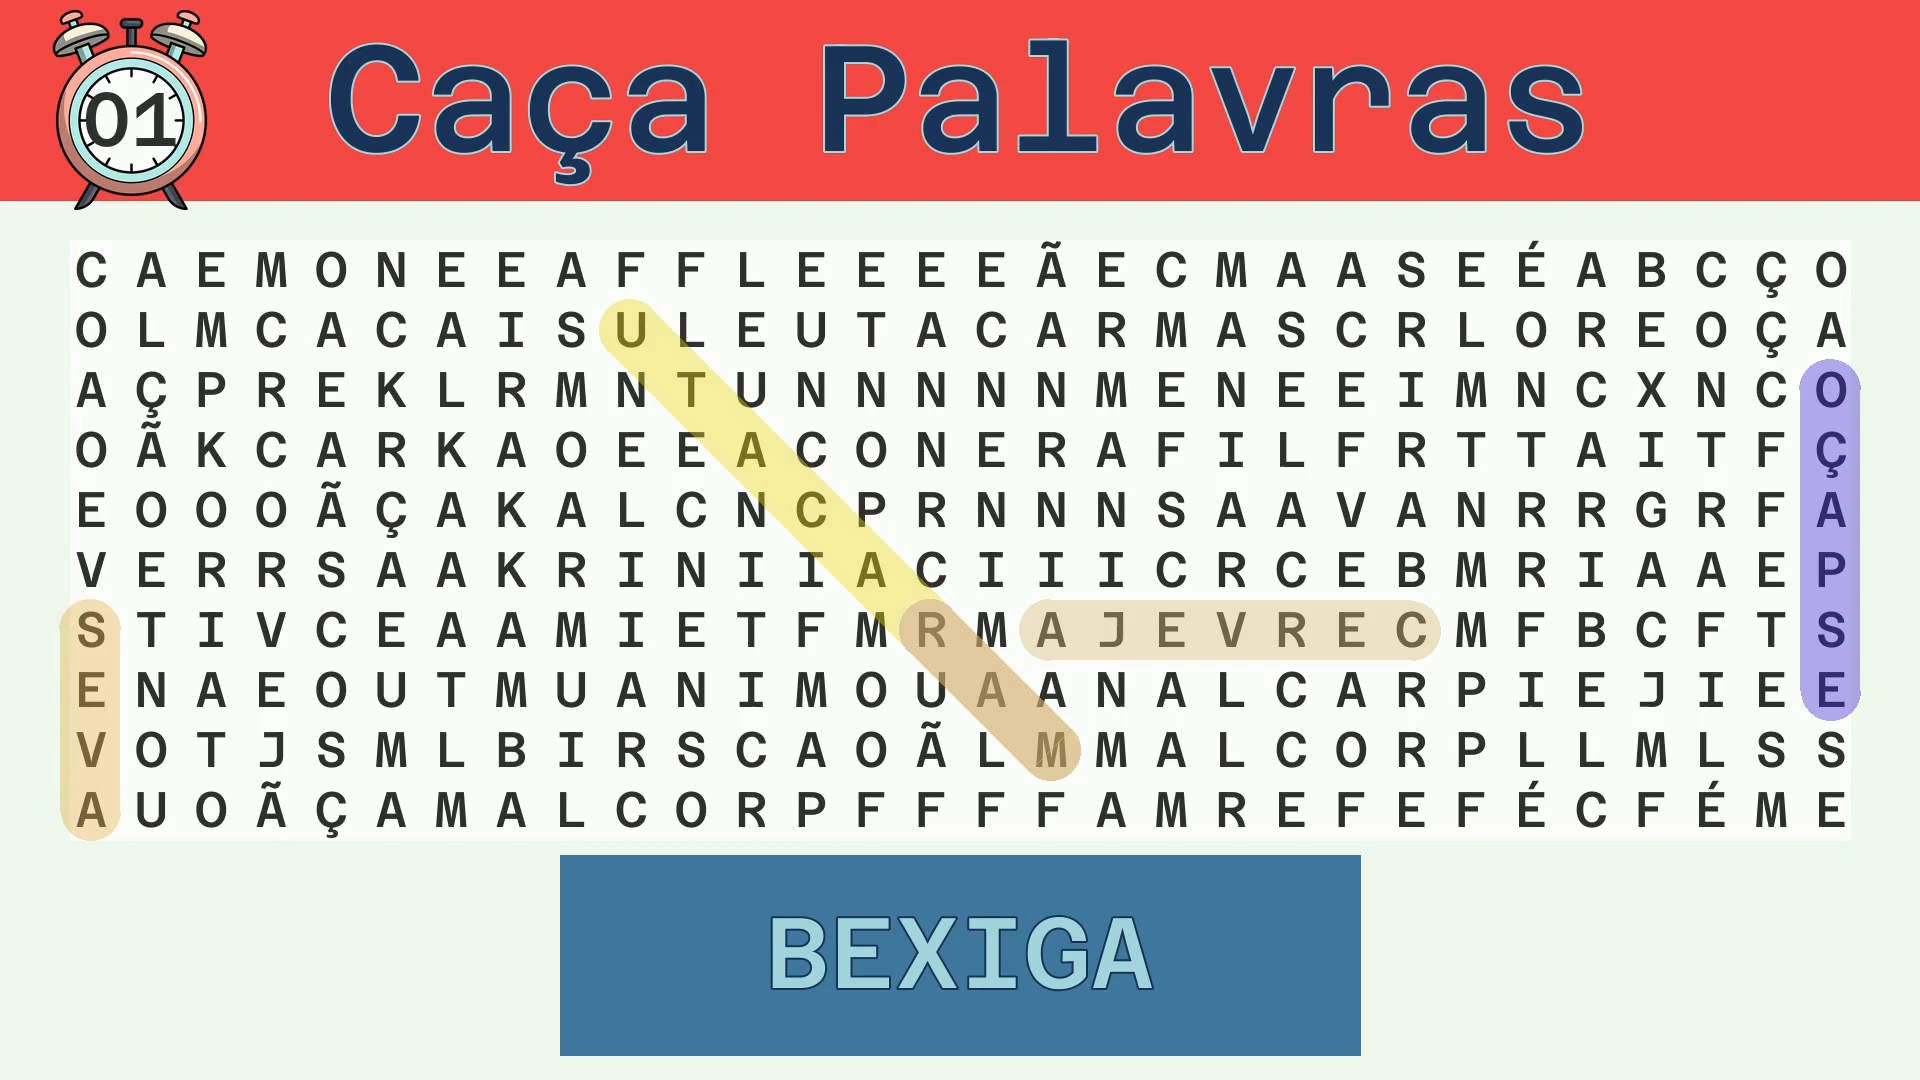 01
Caça Palavras
C A E M O N E E A F F L E E E E Ã E C M A A S E É A B C Ç O
O L M C A C A I S U L E U T A C A R M A S C R L O R E O Ç A
A Ç P R E K L R M N T U N N N N N M E N E E I M N C X N C O
O Ã K C A R K A O E E A C O N E R A F I L F R T T A I T F Ç
E O O O Ã Ç A K A L C N C P R N N N S A A V A N R R G R F A
V E R R S A A K R I N I I A C I I I C R C E B M R I A A E P
S T I V C E A A M I E T F M R M A J E V R E C M F B C F T S
E N A E O U T M U A N I M O U A A N A L C A R P I E J I E E
V O T J S M L B I R S C A O Ã L M M A L C O R P L L M L S S
A U O Ã Ç A M A L C O R P F F F F A M R E F E F É C F É M E
BEXIGA